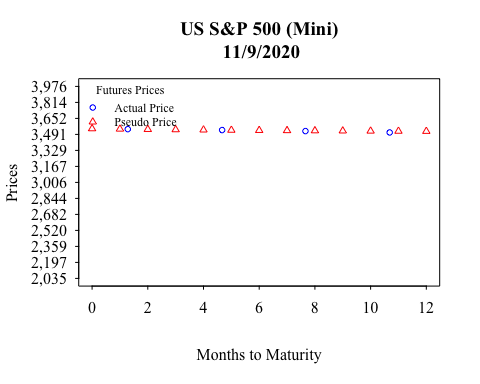 US S&P 500 (Mini)
11/9/2020
Futures Prices
Actual Price
Pseudo Price
Prices
3,976
3,814
3,652
3,491
3,329
3,167
3,006
2,844
2,682
2,520
2,359
2,197
2,035
0 2 4 6 8 10 12
Months to Maturity